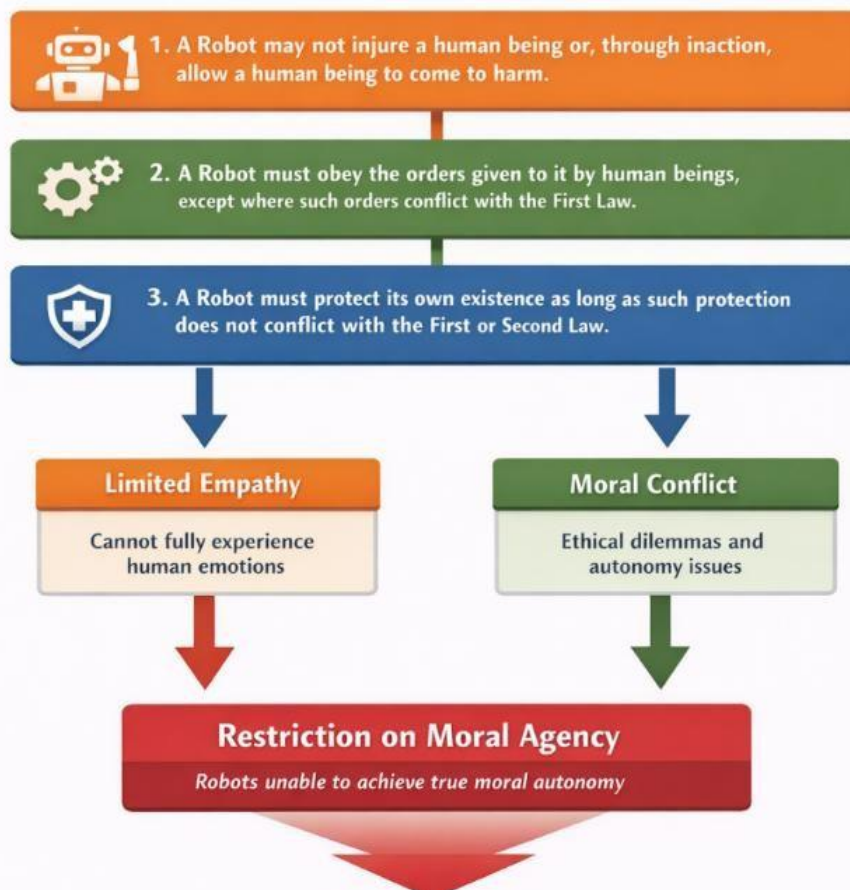 1. A Robot may not injure a human being or, through inaction,
allow a human being to come to harm.
2. A Robot must obey the orders given to it by human beings,
except where such orders conflict with the First Law.
3. A Robot must protect its own existence as long as such protection
does not conflict with the First or Second Law.
Limited Empathy
Cannot fully experience
human emotions
Moral Conflict
Ethical dilemmas and
autonomy issues
Restriction on Moral Agency
Robots unable to achieve true moral autonomy